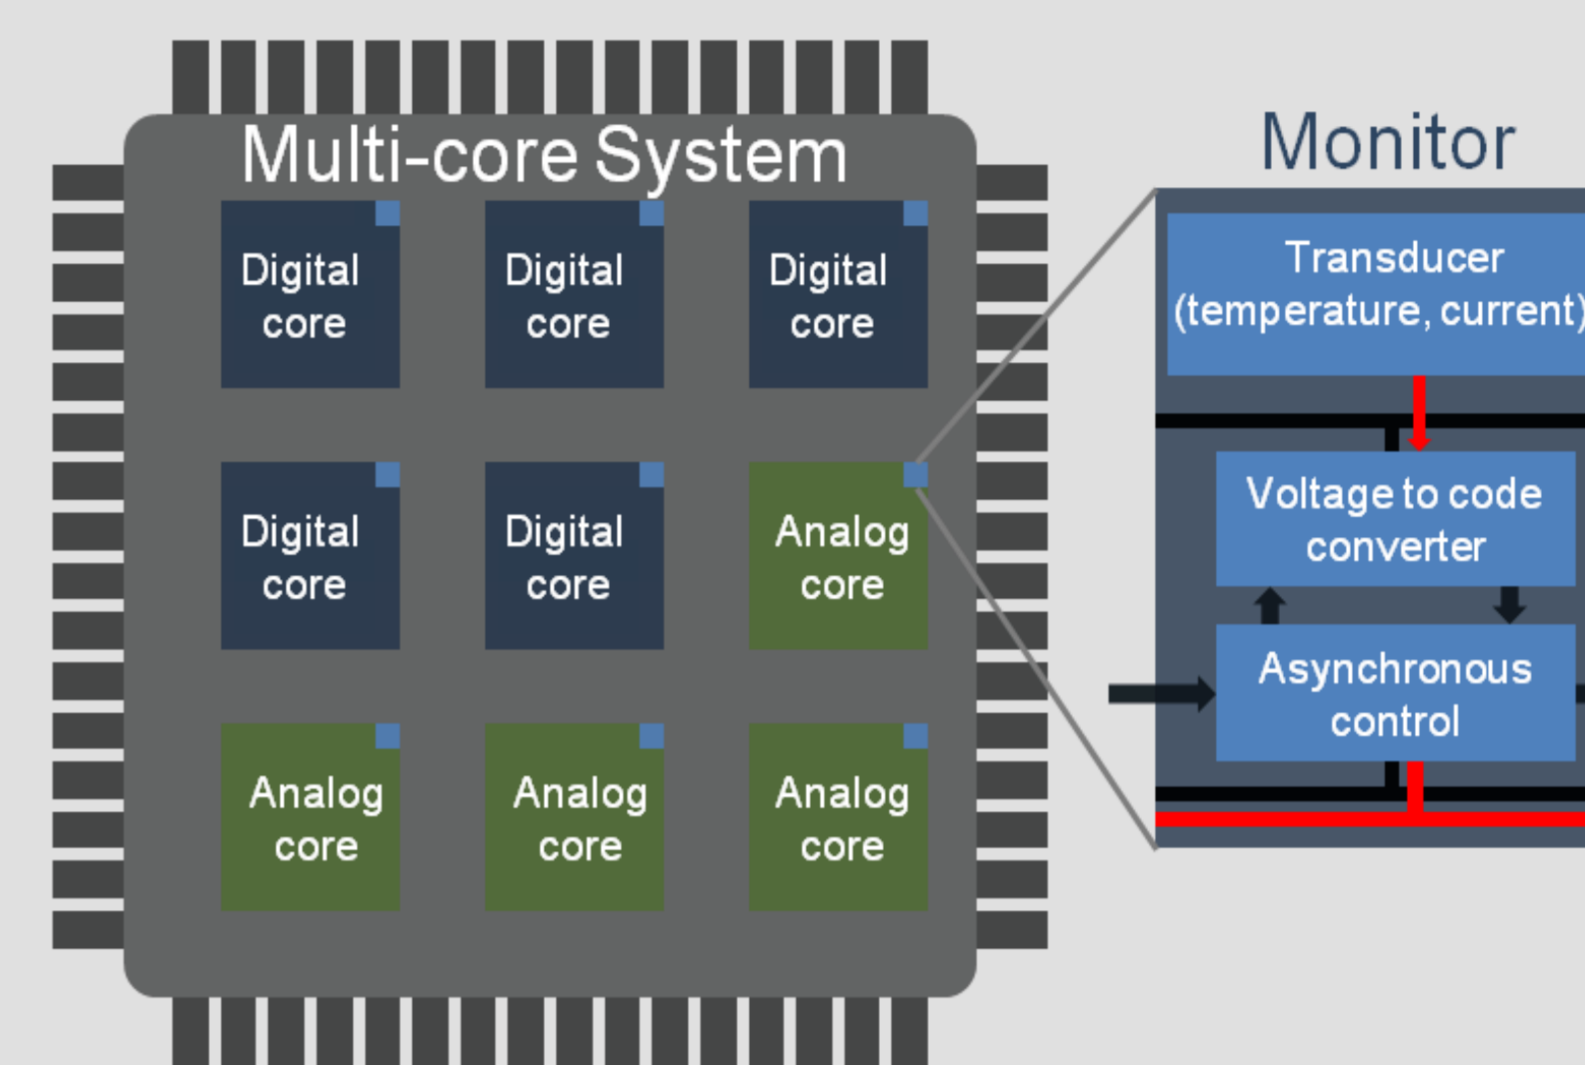 Multi-core System
Digital
core
Digital
core
Digital
core
Digital
core
Digital
core
Analog
core
Analog
core
Analog
core
Analog
core
Monitor
Transducer
(temperature, current)
Voltage to code
converter
Asynchronous
control